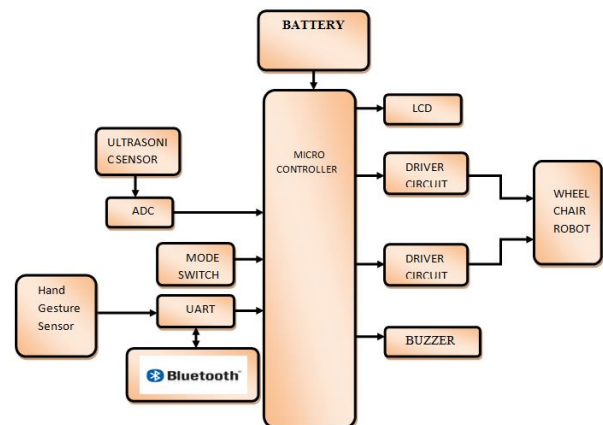 BATTERY
LCD
ULTRASONI
CSENSOR
MICRO
CONTROLLER
DRIVER
CIRCUIT
ADC
WHEEL
CHAIR
ROBOT
MODE
SWITCH
DRIVER
CIRCUIT
Hand
Gesture
Sensor
UART
BUZZER
Bluetooth™